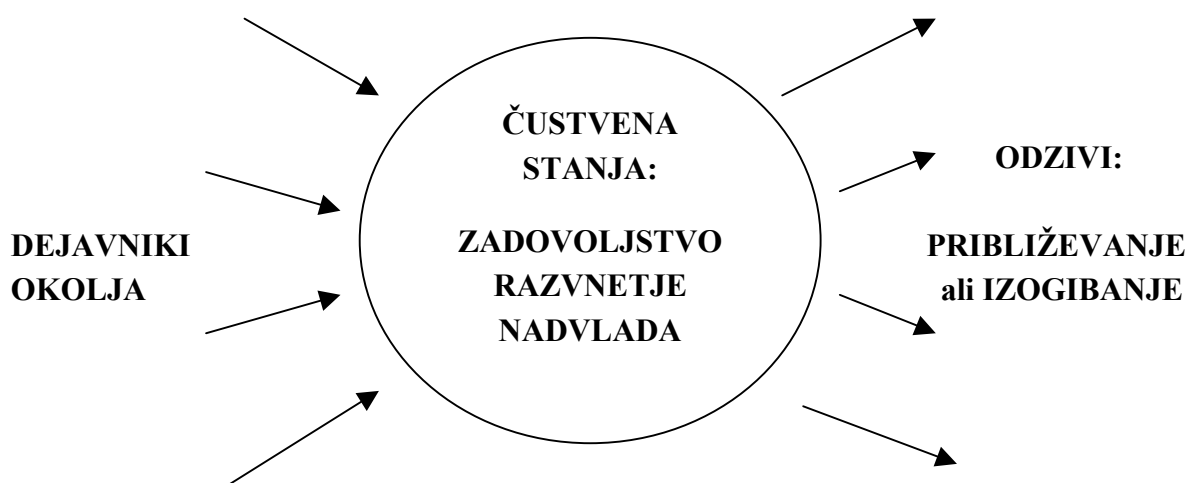 DEJAVNIKI
OKOLJA
ČUSTVENA
STANJA:
ZADOVOLJSTVO
RAZVNETJE
NADVLADA
ODZIVI:
PRIBLIŽEVANJE
ali IZOGIBANJE